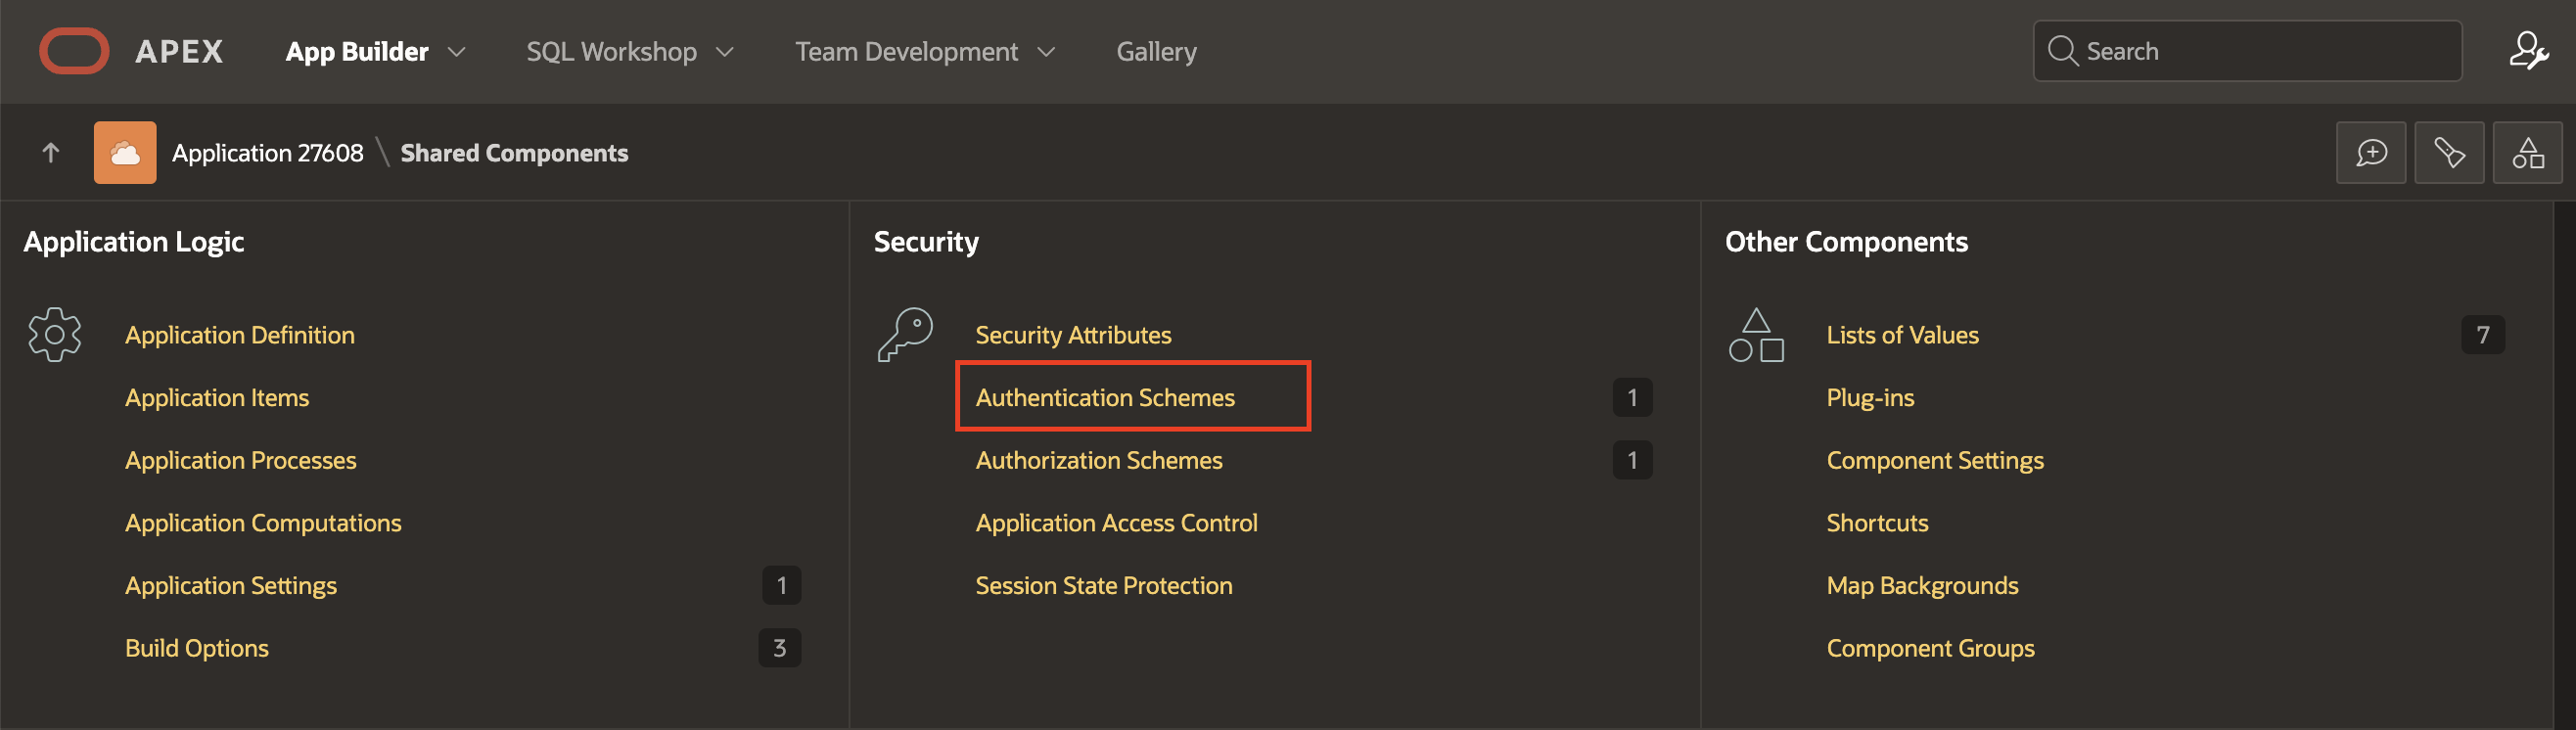 APEX App Builder SQL Workshop Team Development Gallery Search
Application 27608 \ Shared Components
Application Logic
Application Definition
Application Items
Application Processes
Application Computations
Application Settings 1
Build Options 3
Security
Security Attributes
Authentication Schemes 1
Authorization Schemes 1
Application Access Control
Session State Protection
Other Components
Lists of Values 7
Plug-ins
Component Settings
Shortcuts
Map Backgrounds
Component Groups